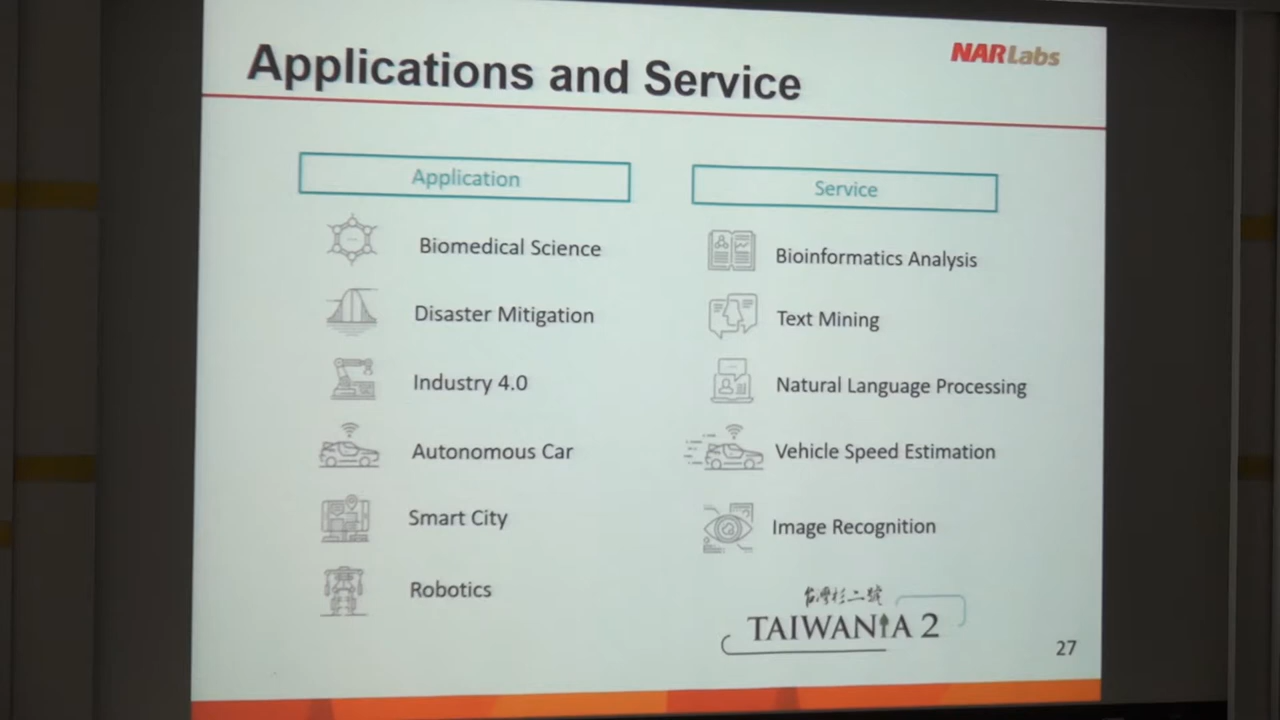 Applications and Service
NARLabs
Application
Biomedical Science
Disaster Mitigation
Industry 4.0
Autonomous Car
Smart City
Robotics
Service
Bioinformatics Analysis
Text Mining
Natural Language Processing
Vehicle Speed Estimation
Image Recognition
台灣杉二號
TAIWANIA 2
27